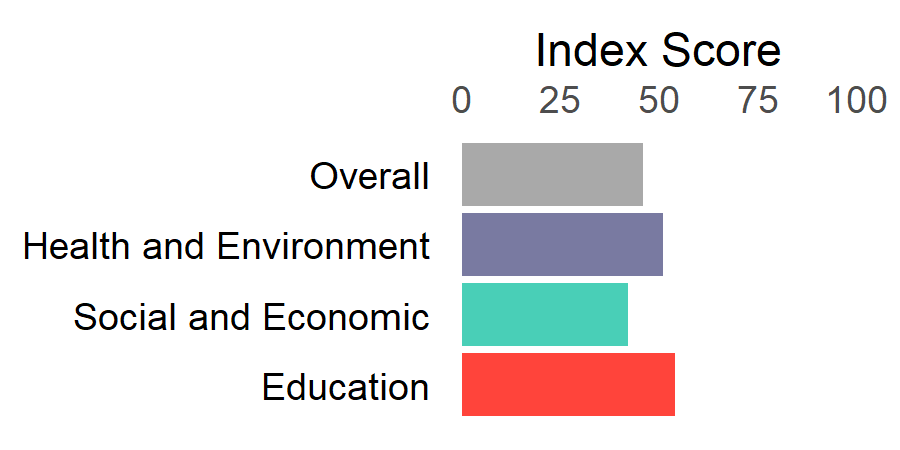 Index Score
0 25 50 75 100
Overall
Health and Environment
Social and Economic
Education